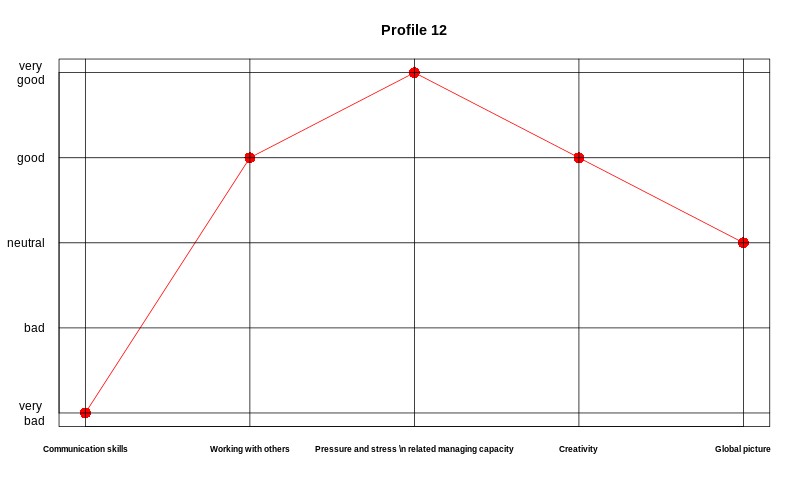 Profile 12
very
good
good
neutral
bad
very
bad
Communication skills
Working with others
Pressure and stress \n related managing capacity
Creativity
Global picture